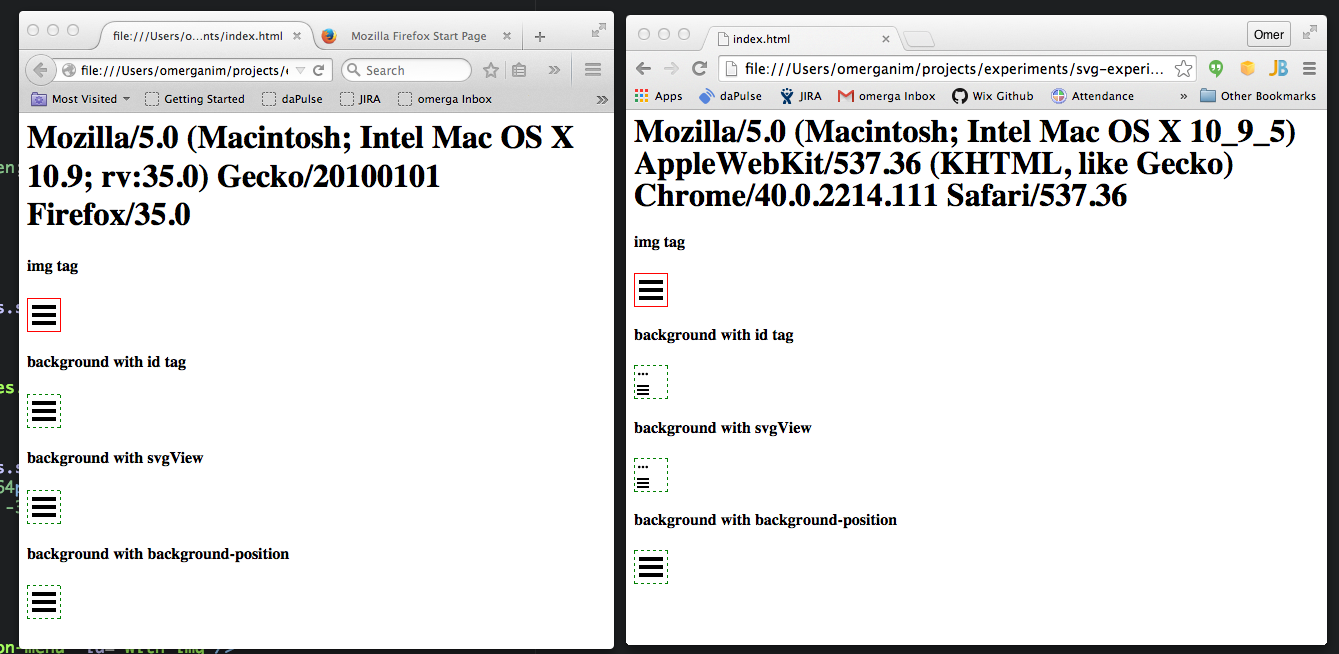 file:///Users/o...nts/index.html
Mozilla Firefox Start Page
file:///Users/omerganim/projects/e
Search
Most Visited
Getting Started
daPulse
JIRA
omerga Inbox
Mozilla/5.0 (Macintosh; Intel Mac OS X
10.9; rv:35.0) Gecko/20100101
Firefox/35.0
img tag
background with id tag
background with svgView
background with background-position
index.html
Omer
file:///Users/omerganim/projects/experiments/svg-experi...
Apps
daPulse
JIRA
omerga Inbox
Wix Github
Attendance
Other Bookmarks
Mozilla/5.0 (Macintosh; Intel Mac OS X 10_9_5)
AppleWebKit/537.36 (KHTML, like Gecko)
Chrome/40.0.2214.111 Safari/537.36
img tag
background with id tag
background with svgView
background with background-position